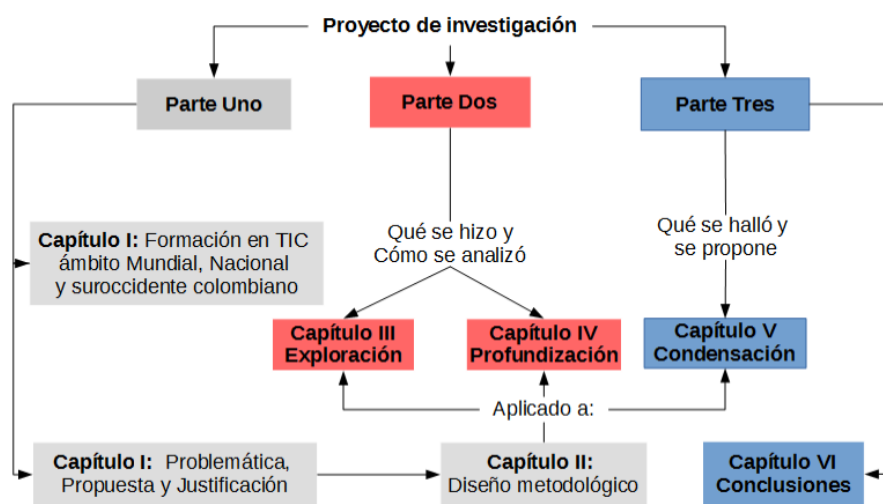 Proyecto de investigación
Parte Uno
Parte Dos
Parte Tres
Qué se hizo y
Cómo se analizó
Qué se halló y
se propone
Capítulo I: Formación en TIC
ámbito Mundial, Nacional
y suroccidente colombiano
Capítulo III
Exploración
Capítulo IV
Profundización
Capítulo V
Condensación
Aplicado a:
Capítulo I: Problemática,
Propuesta y Justificación
Capítulo II:
Diseño metodológico
Capítulo VI
Conclusiones